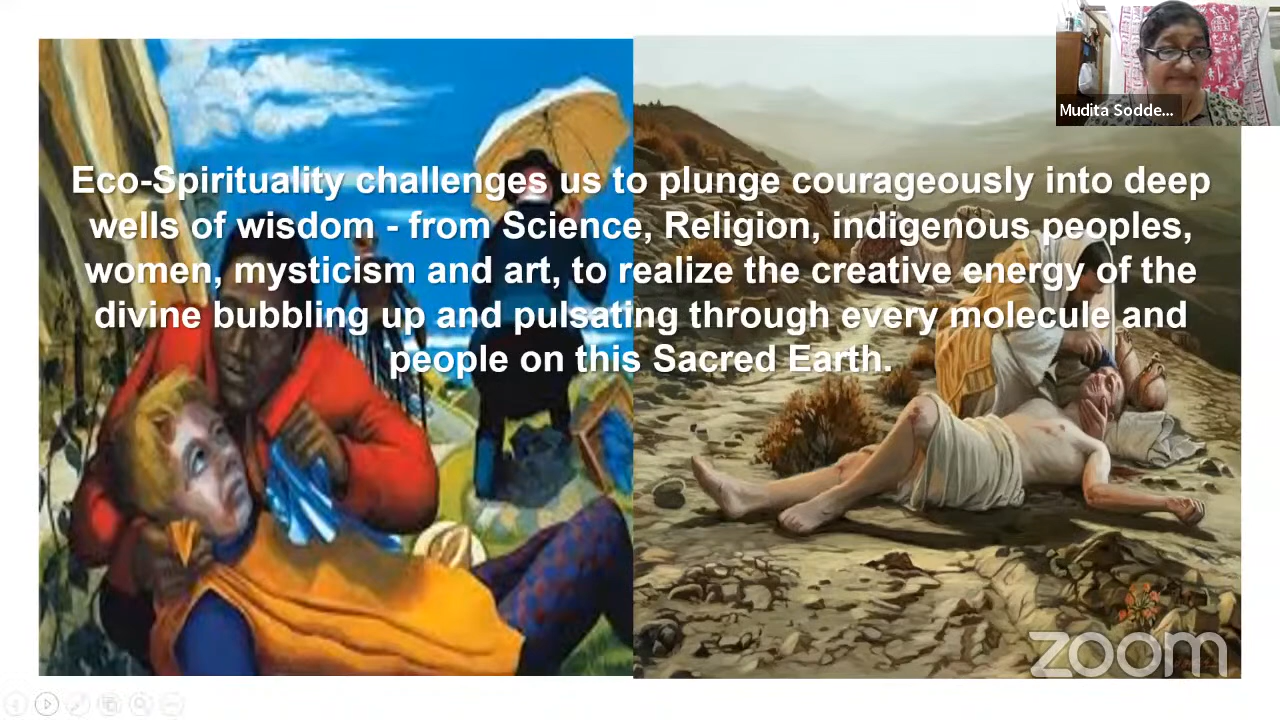 Mudita Sodde...
Eco-Spirituality challenges us to plunge courageously into deep
wells of wisdom - from Science, Religion, indigenous peoples,
women, mysticism and art, to realize the creative energy of the
divine bubbling up and pulsating through every molecule and
people on this Sacred Earth.
zoom